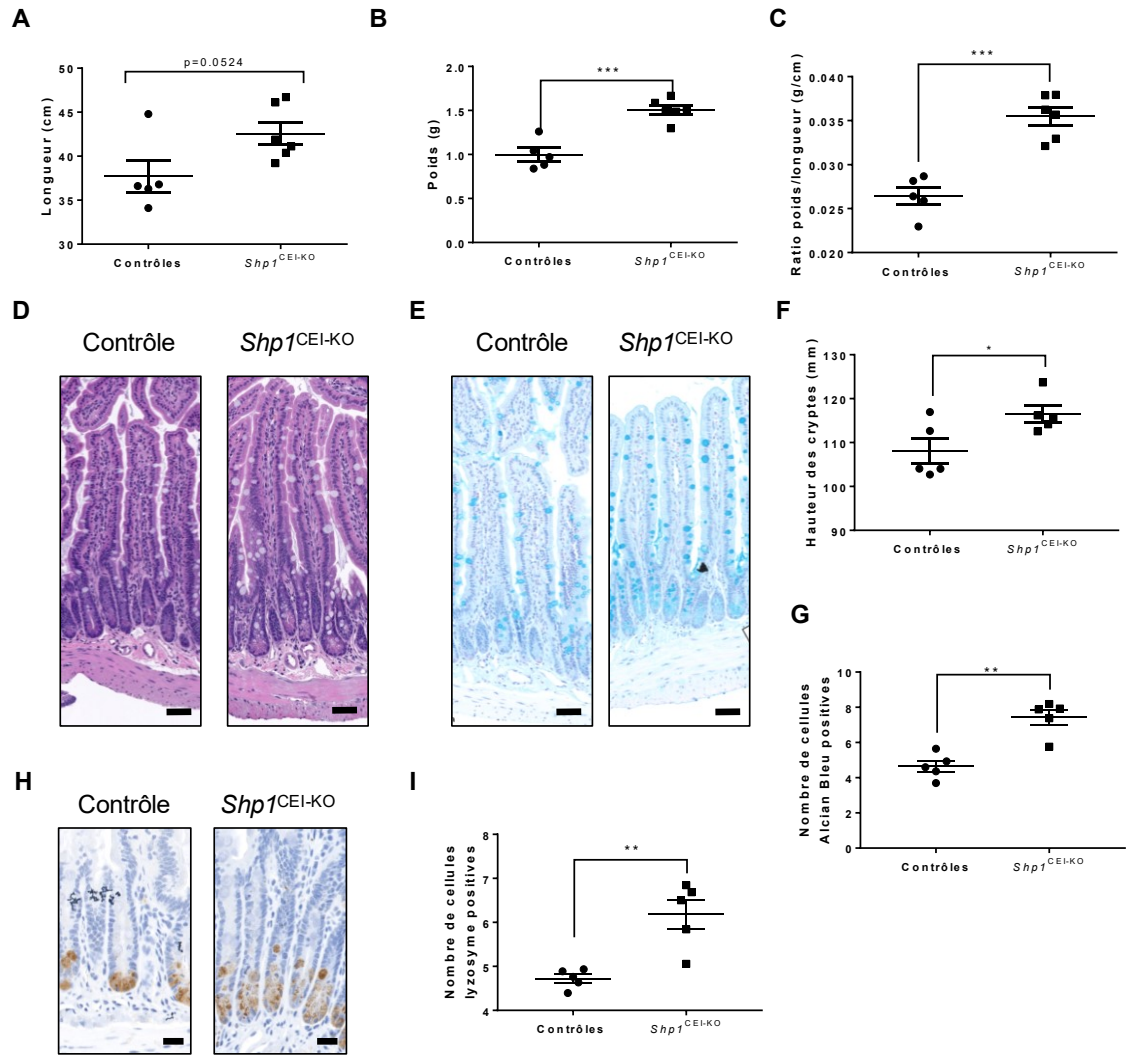 A
B
C
p=0.0524
***
***
Longueur (cm)
50
45
40
35
30
Contrôles
Shp1CEI-KO
Poids (g)
2.0
1.5
1.0
0.5
0.0
Contrôles
Shp1CEI-KO
Ratio poids/longueur (g/cm)
0.040
0.035
0.030
0.025
0.020
Contrôles
Shp1CEI-KO
D
Contrôle
Shp1CEI-KO
E
Contrôle
Shp1CEI-KO
F
Hauteur des cryptes (mm)
130
120
110
100
90
*
Contrôles
Shp1CEI-KO
G
Nombre de cellules
Alcian Bleu positives
10
8
6
4
2
0
**
Contrôles
Shp1CEI-KO
H
Contrôle
Shp1CEI-KO
I
Nombre de cellules
lyzosyme positives
8
7
6
5
4
**
Contrôles
Shp1CEI-KO